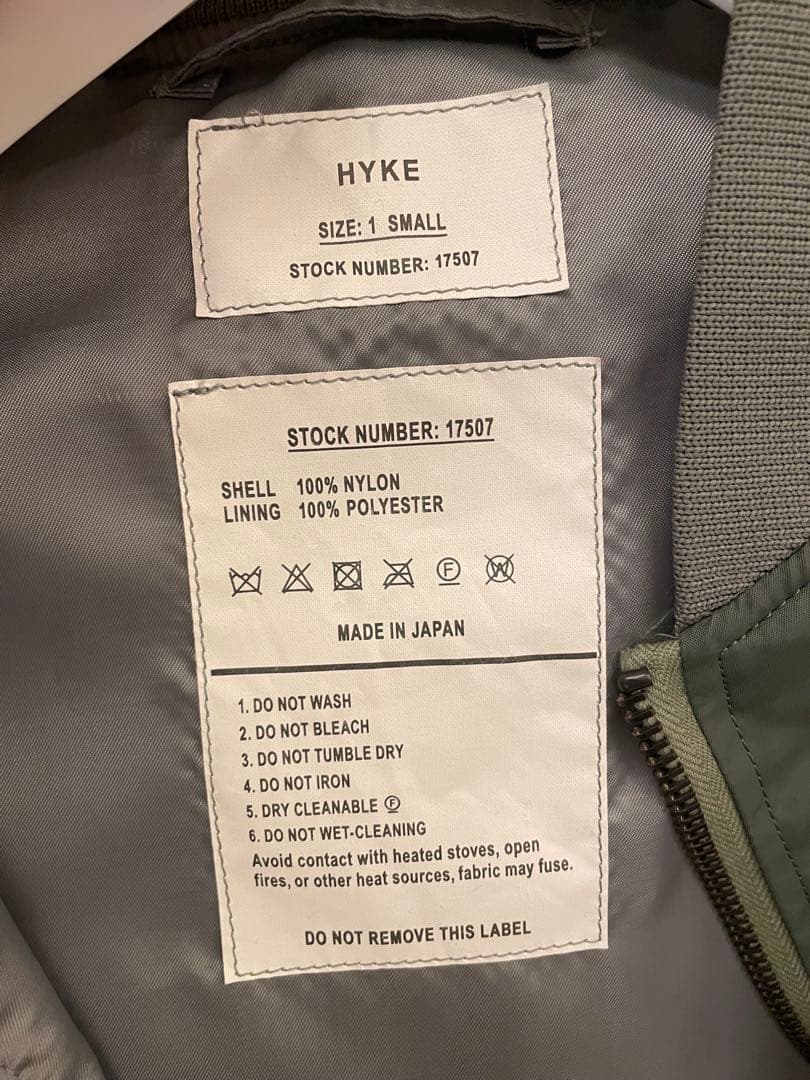 HYKE
SIZE: 1 SMALL
STOCK NUMBER: 17507
STOCK NUMBER: 17507
SHELL 100% NYLON
LINING 100% POLYESTER
F W
MADE IN JAPAN
1. DO NOT WASH
2. DO NOT BLEACH
3. DO NOT TUMBLE DRY
4. DO NOT IRON
5. DRY CLEANABLE Ⓕ
6. DO NOT WET-CLEANING
Avoid contact with heated stoves, open
fires, or other heat sources, fabric may fuse.
DO NOT REMOVE THIS LABEL